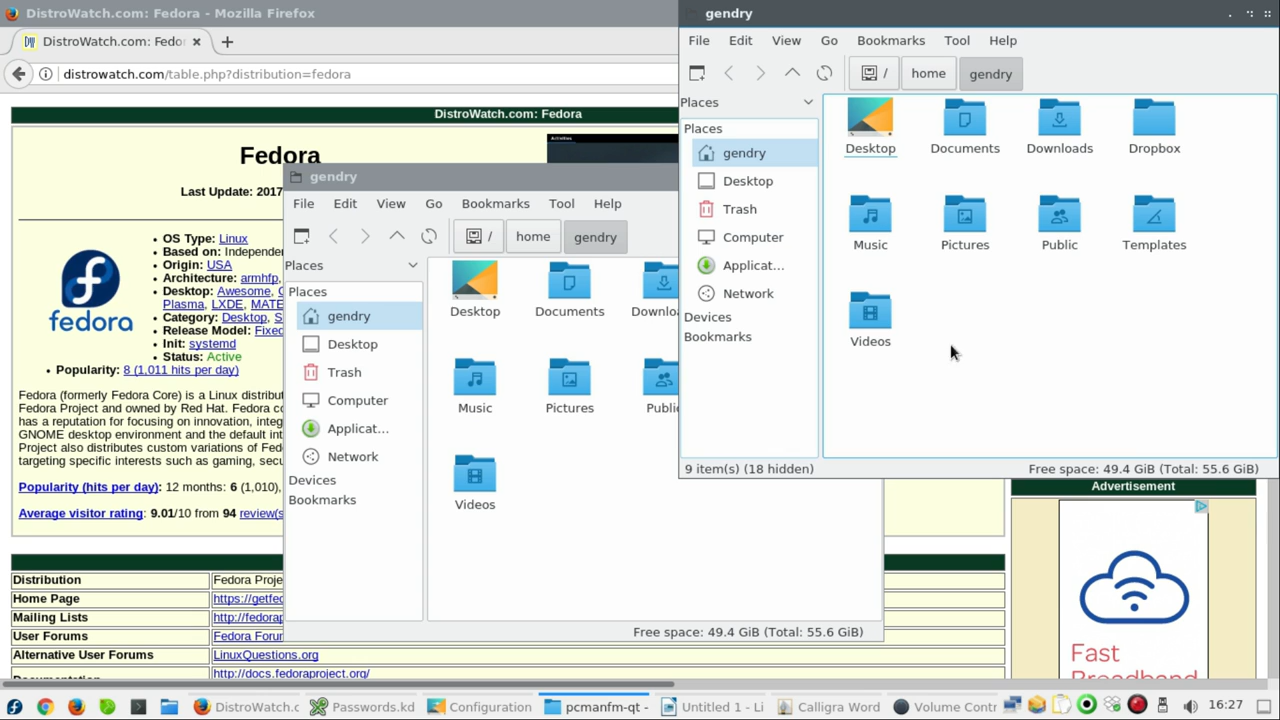 DistroWatch.com: Fedora - Mozilla Firefox
DistroWatch.com: Fedo
distrowatch.com/table.php?distribution=fedora
DistroWatch.com: Fedora
Fedora
Last Update: 2017
OS Type: Linux
Based on: Independen
Origin: USA
Architecture: armhfp,
Desktop: Awesome,
Plasma, LXDE, MATE
Category: Desktop, S
Release Model: Fixed
Init: systemd
Status: Active
Popularity: 8 (1,011 hits per day)
fedora
Fedora (formerly Fedora Core) is a Linux distribut
Fedora Project and owned by Red Hat. Fedora co
has a reputation for focusing on innovation, integ
GNOME desktop environment and the default int
Project also distributes custom variations of Fed
targeting specific interests such as gaming, secu
Popularity (hits per day): 12 months: 6 (1,010),
Average visitor rating: 9.01/10 from 94 review(s
Distribution Fedora Proje
Home Page https://getfed
Mailing Lists http://fedorap
User Forums Fedora Forun
Alternative User Forums LinuxQuestions.org
Documentation http://docs.fedoraproject.org/
Activities
gendry
File Edit View Go Bookmarks Tool Help
/ home gendry
Places
Places
gendry
Desktop
Trash
Computer
Applicat...
Network
Devices
Bookmarks
Desktop Documents Downloa
Music Pictures Public
Videos
Free space: 49.4 GiB (Total: 55.6 GiB)
gendry
File Edit View Go Bookmarks Tool Help
/ home gendry
Places
Places
gendry
Desktop
Trash
Computer
Applicat...
Network
Devices
Bookmarks
Desktop Documents Downloads Dropbox
Music Pictures Public Templates
Videos
9 item(s) (18 hidden) Free space: 49.4 GiB (Total: 55.6 GiB)
Advertisement
Fast
Broadband
DistroWatch.c Passwords.kd Configuration pcmanfm-qt - Untitled 1 - Li Calligra Word Volume Contr 16:27